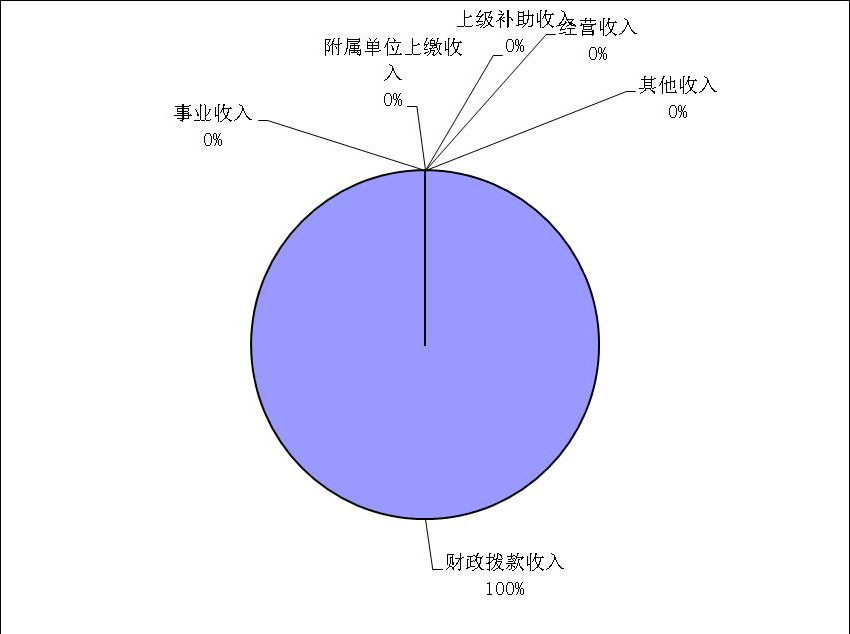 上级补助收入
0%
经营收入
0%
附属单位上缴收
入
0%
其他收入
0%
事业收入
0%
财政拨款收入
100%